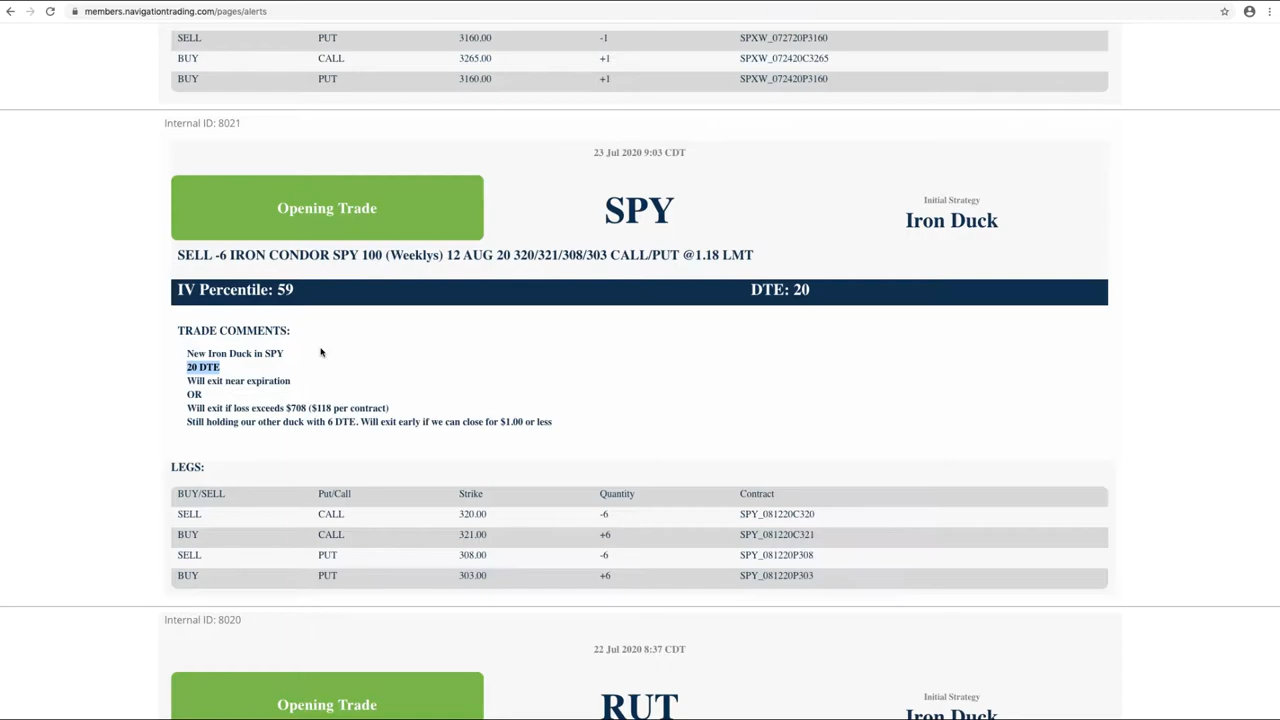 members.navigationtrading.com/pages/alerts
SELL PUT 3160.00 -1 SPXW_072720P3160
BUY CALL 3265.00 +1 SPXW_072420C3265
BUY PUT 3160.00 +1 SPXW_072420P3160
Internal ID: 8021
23 Jul 2020 9:03 CDT
Opening Trade
SPY
Initial Strategy
Iron Duck
SELL -6 IRON CONDOR SPY 100 (Weeklys) 12 AUG 20 320/321/308/303 CALL/PUT @1.18 LMT
IV Percentile: 59 DTE: 20
TRADE COMMENTS:
New Iron Duck in SPY
20 DTE
Will exit near expiration
OR
Will exit if loss exceeds $708 ($118 per contract)
Still holding our other duck with 6 DTE. Will exit early if we can close for $1.00 or less
LEGS:
BUY/SELL Put/Call Strike Quantity Contract
SELL CALL 320.00 -6 SPY_081220C320
BUY CALL 321.00 +6 SPY_081220C321
SELL PUT 308.00 -6 SPY_081220P308
BUY PUT 303.00 +6 SPY_081220P303
Internal ID: 8020
22 Jul 2020 8:37 CDT
Opening Trade
RUT
Initial Strategy
Iron Duck